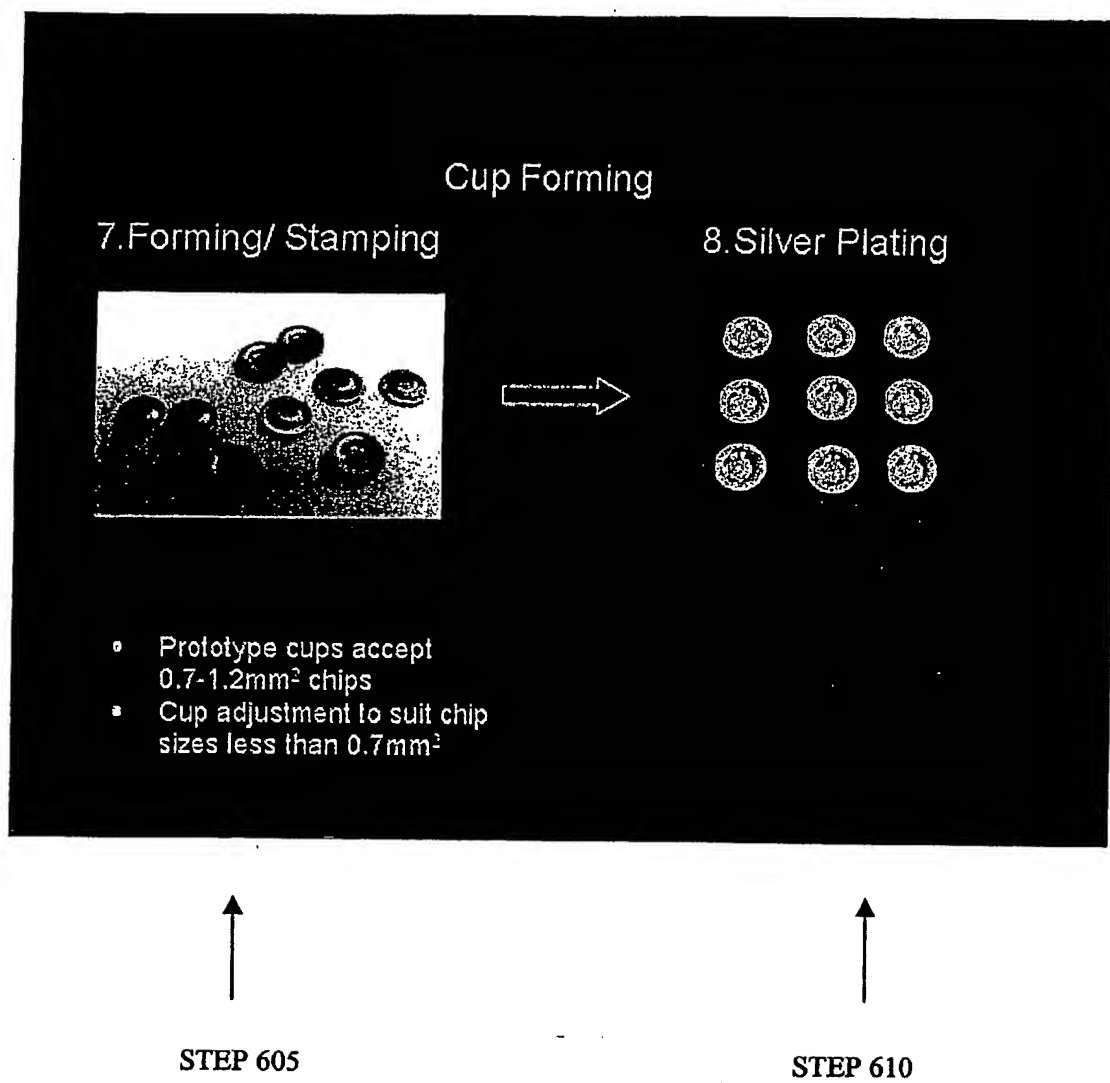 Cup Forming
7.Forming/ Stamping
8.Silver Plating
• Prototype cups accept
0.7-1.2mm² chips
• Cup adjustment to suit chip
sizes less than 0.7mm²
STEP 605
STEP 610